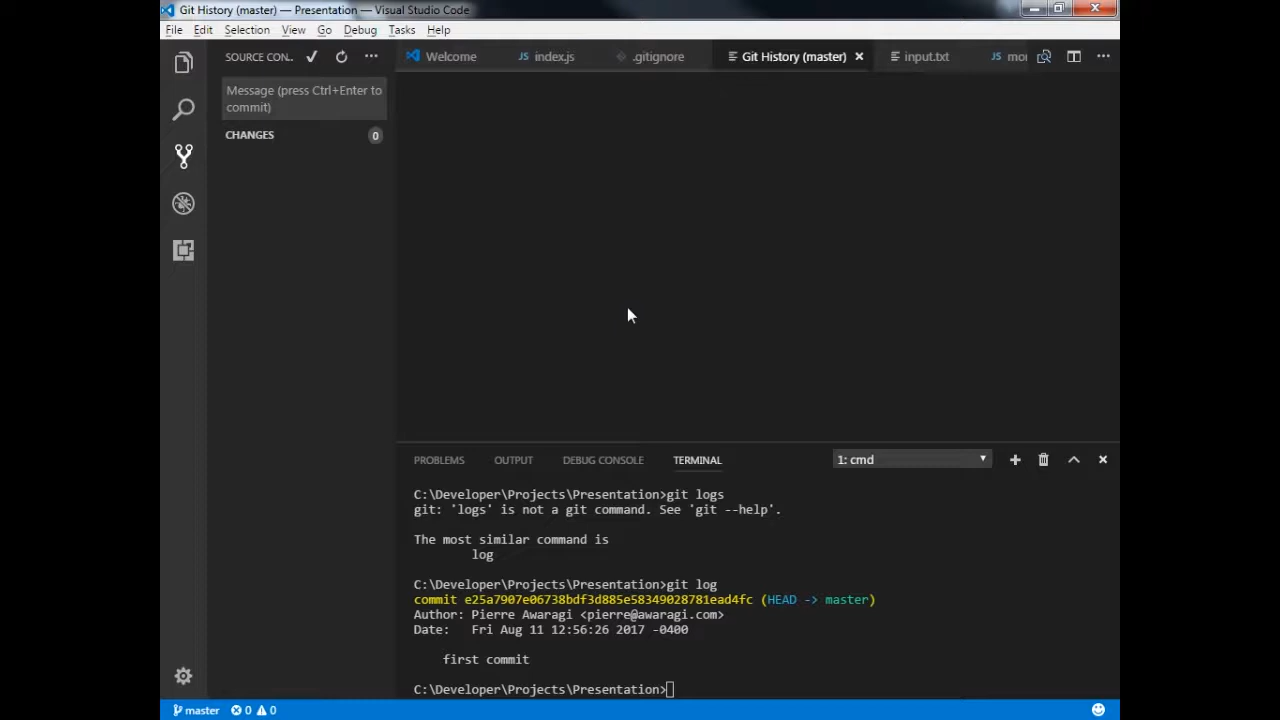 Git History (master) — Presentation — Visual Studio Code
File Edit Selection View Go Debug Tasks Help
SOURCE CON...
Welcome
JS index.js
.gitignore
Git History (master)
input.txt
JS
Message (press Ctrl+Enter to
commit)
CHANGES 0
PROBLEMS OUTPUT DEBUG CONSOLE TERMINAL
1: cmd
C:\Developer\Projects\Presentation>git logs
git: 'logs' is not a git command. See 'git --help'.
The most similar command is
log
C:\Developer\Projects\Presentation>git log
commit e25a7907e06738bdf3d885e58349028781ead4fc (HEAD -> master)
Author: Pierre Awaragi <pierre@awaragi.com>
Date: Fri Aug 11 12:56:26 2017 -0400
first commit
C:\Developer\Projects\Presentation>
master 0 0